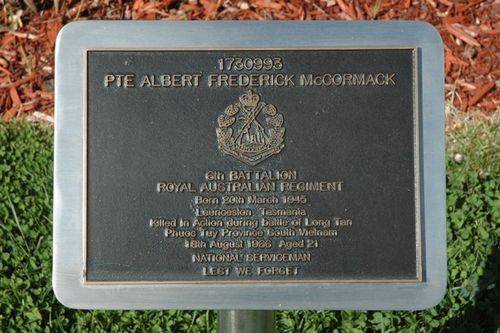 1730993
PTE ALBERT FREDERICK McCORMACK
6th BATTALION
ROYAL AUSTRALIAN REGIMENT
Born 20th March 1945
Launceston, Tasmania
Killed In Action during battle of Long Tan
Phuoc Tuy Province South Vietnam
18th August 1966 Aged 21
NATIONAL SERVICEMAN
LEST WE FORGET